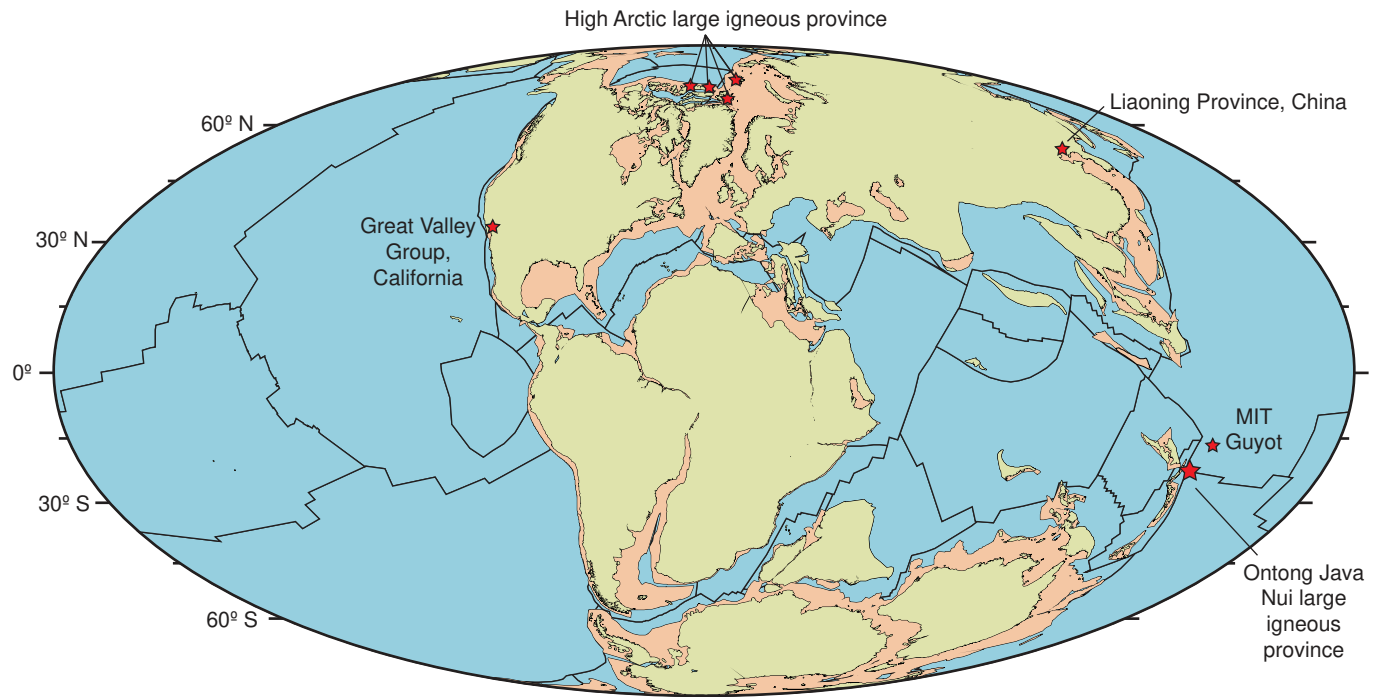 High Arctic large igneous province
Liaoning Province, China
60º N
Great Valley
Group,
California
30º N
0º
MIT
Guyot
30º S
Ontong Java
Nui large
igneous
province
60º S